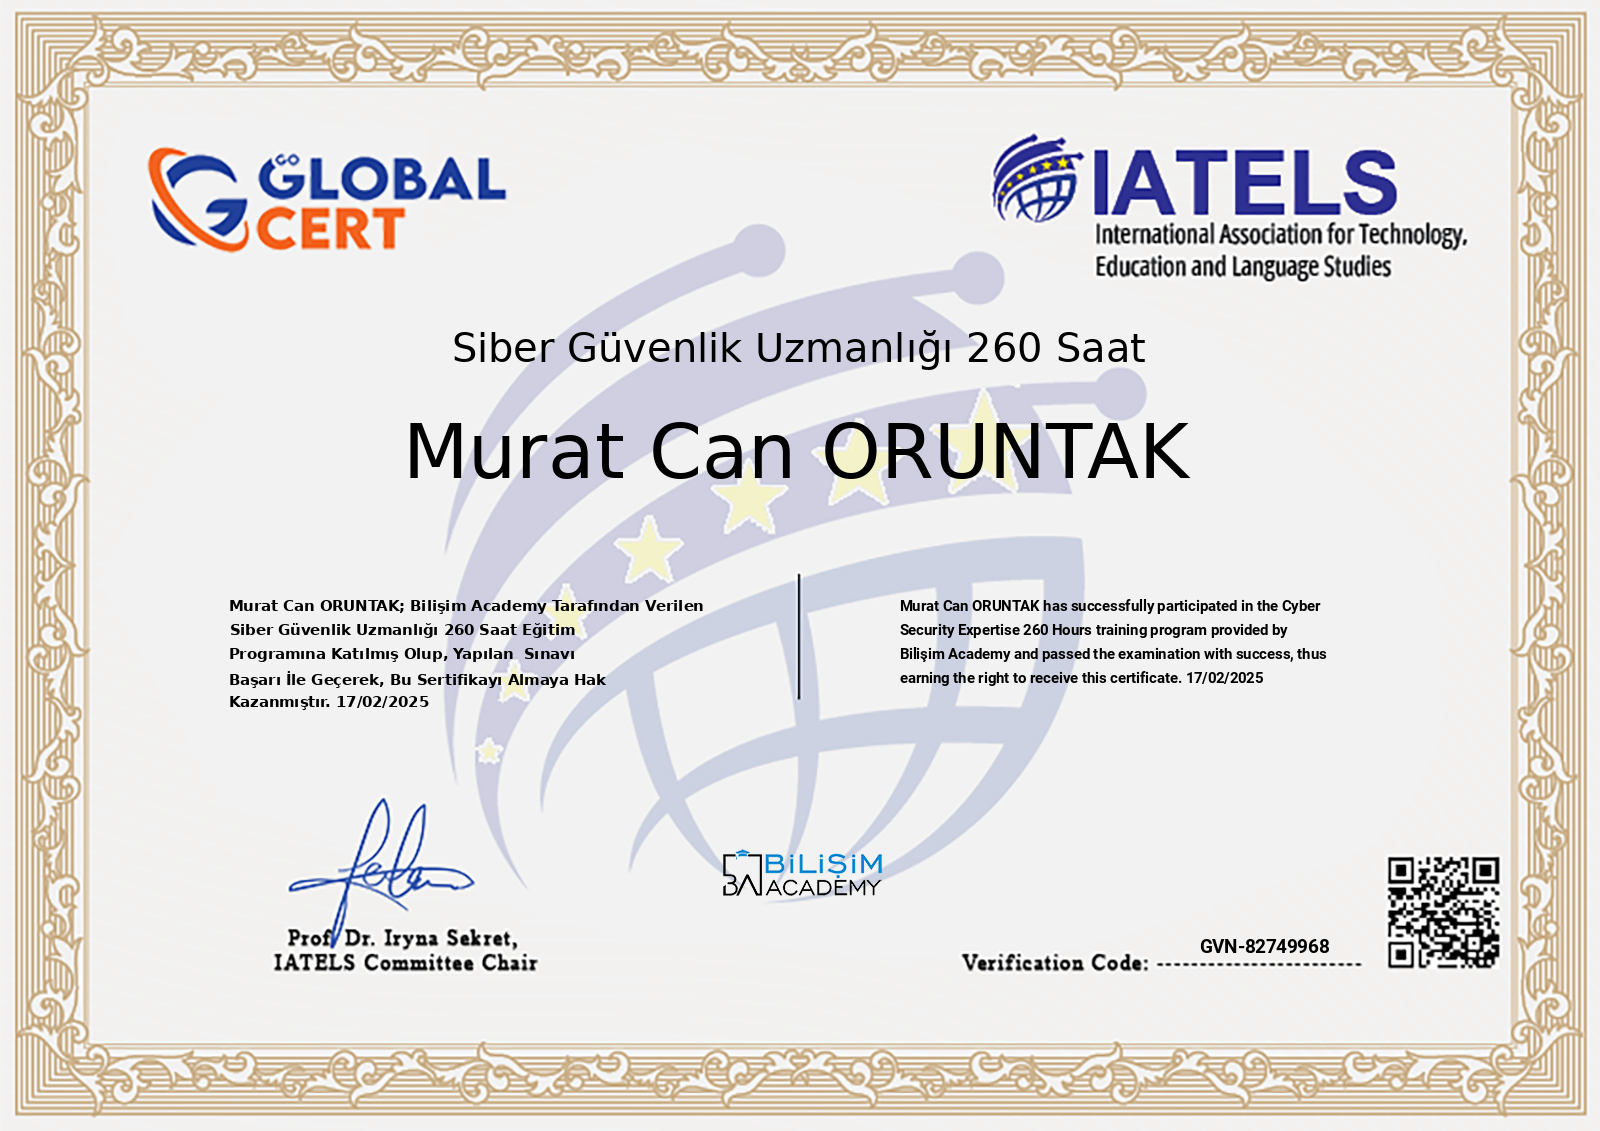 GO
GLOBAL
CERT
IATELS
International Association for Technology,
Education and Language Studies
Siber Güvenlik Uzmanlığı 260 Saat
Murat Can ORUNTAK
Murat Can ORUNTAK; Bilişim Academy Tarafından Verilen
Siber Güvenlik Uzmanlığı 260 Saat Eğitim
Programına Katılmış Olup, Yapılan  Sınavı
Başarı İle Geçerek, Bu Sertifikayı Almaya Hak
Kazanmıştır. 17/02/2025
Murat Can ORUNTAK has successfully participated in the Cyber
Security Expertise 260 Hours training program provided by
Bilişim Academy and passed the examination with success, thus
earning the right to receive this certificate. 17/02/2025
Prof. Dr. Iryna Sekret,
IATELS Committee Chair
BİLİŞİM
BA ACADEMY
Verification Code: GVN-82749968